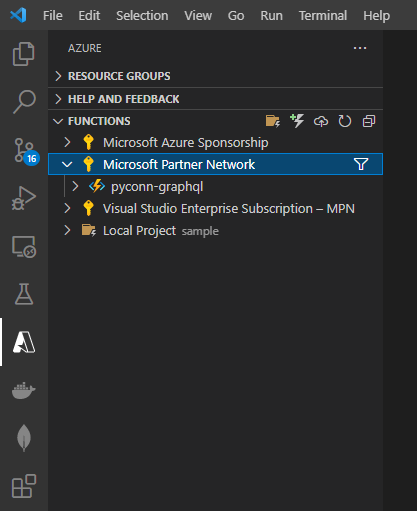 File Edit Selection View Go Run Terminal Help
AZURE
RESOURCE GROUPS
HELP AND FEEDBACK
FUNCTIONS
Microsoft Azure Sponsorship
16
Microsoft Partner Network
pyconn-graphql
Visual Studio Enterprise Subscription – MPN
Local Project sample